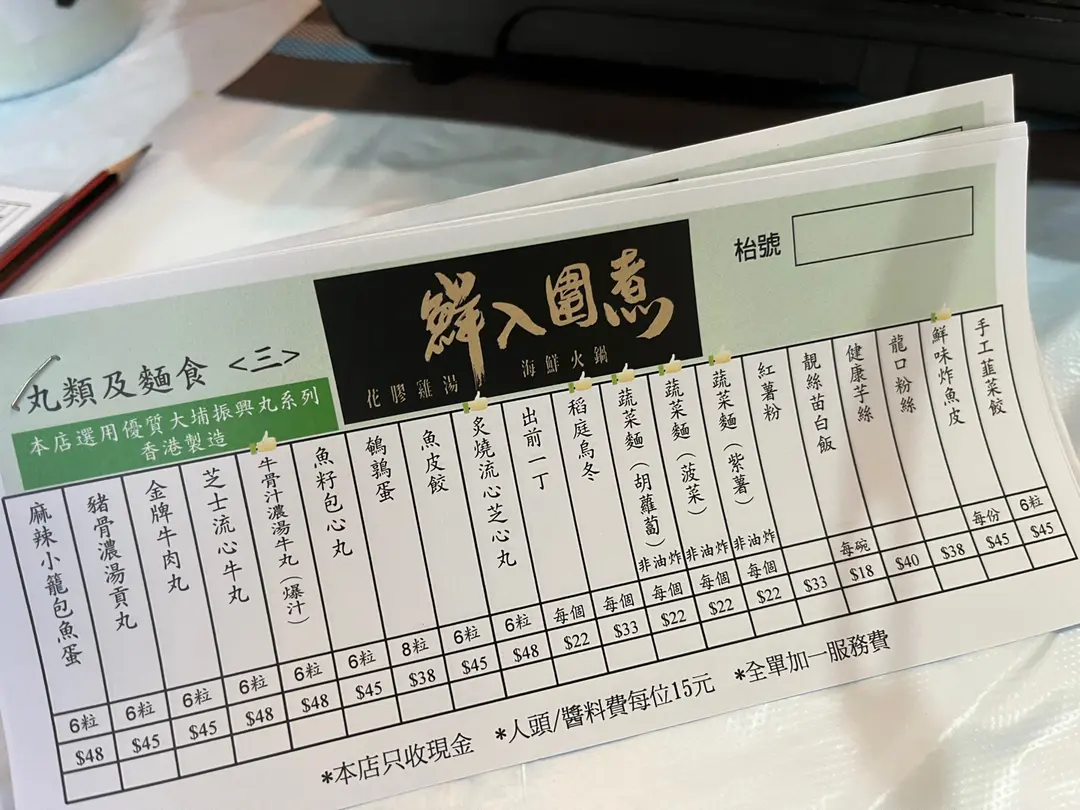 枱號
鮮入圍煮
花膠雞湯 海鮮火鍋
丸類及麵食 <三>
本店選用優質大埔振興丸系列
香港製造
麻辣小籠包魚蛋 6粒 $48
豬骨濃湯貢丸 6粒 $45
金牌牛肉丸 6粒 $45
芝士流心牛丸 6粒 $48
牛骨汁濃湯牛丸（爆汁） 6粒 $48
魚籽包心丸 6粒 $45
鵪鶉蛋 8粒 $38
魚皮餃 6粒 $45
炙燒流心芝心丸 6粒 $48
出前一丁 每個 $22
稻庭烏冬 每個 $33
蔬菜麵（胡蘿蔔） 非油炸 每個 $22
蔬菜麵（菠菜） 非油炸 每個 $22
蔬菜麵（紫薯） 非油炸 每個 $22
紅薯粉 $33
靚絲苗白飯 每碗 $18
健康芋絲 $40
龍口粉絲 $38
鮮味炸魚皮 每份 $45
手工韮菜餃 6粒 $45
*本店只收現金 *人頭/醬料費每位15元 *全單加一服務費